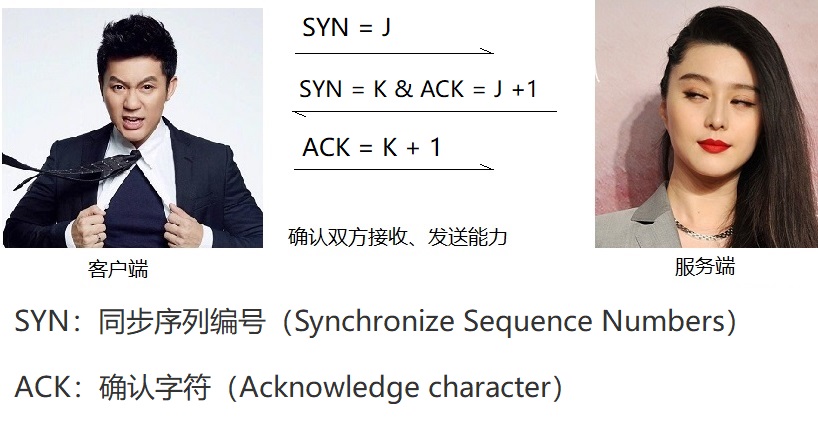 SYN = J
SYN = K & ACK = J +1
ACK = K + 1
确认双方接收、发送能力
客户端
服务端
SYN：同步序列编号（Synchronize Sequence Numbers）
ACK：确认字符（Acknowledge character）